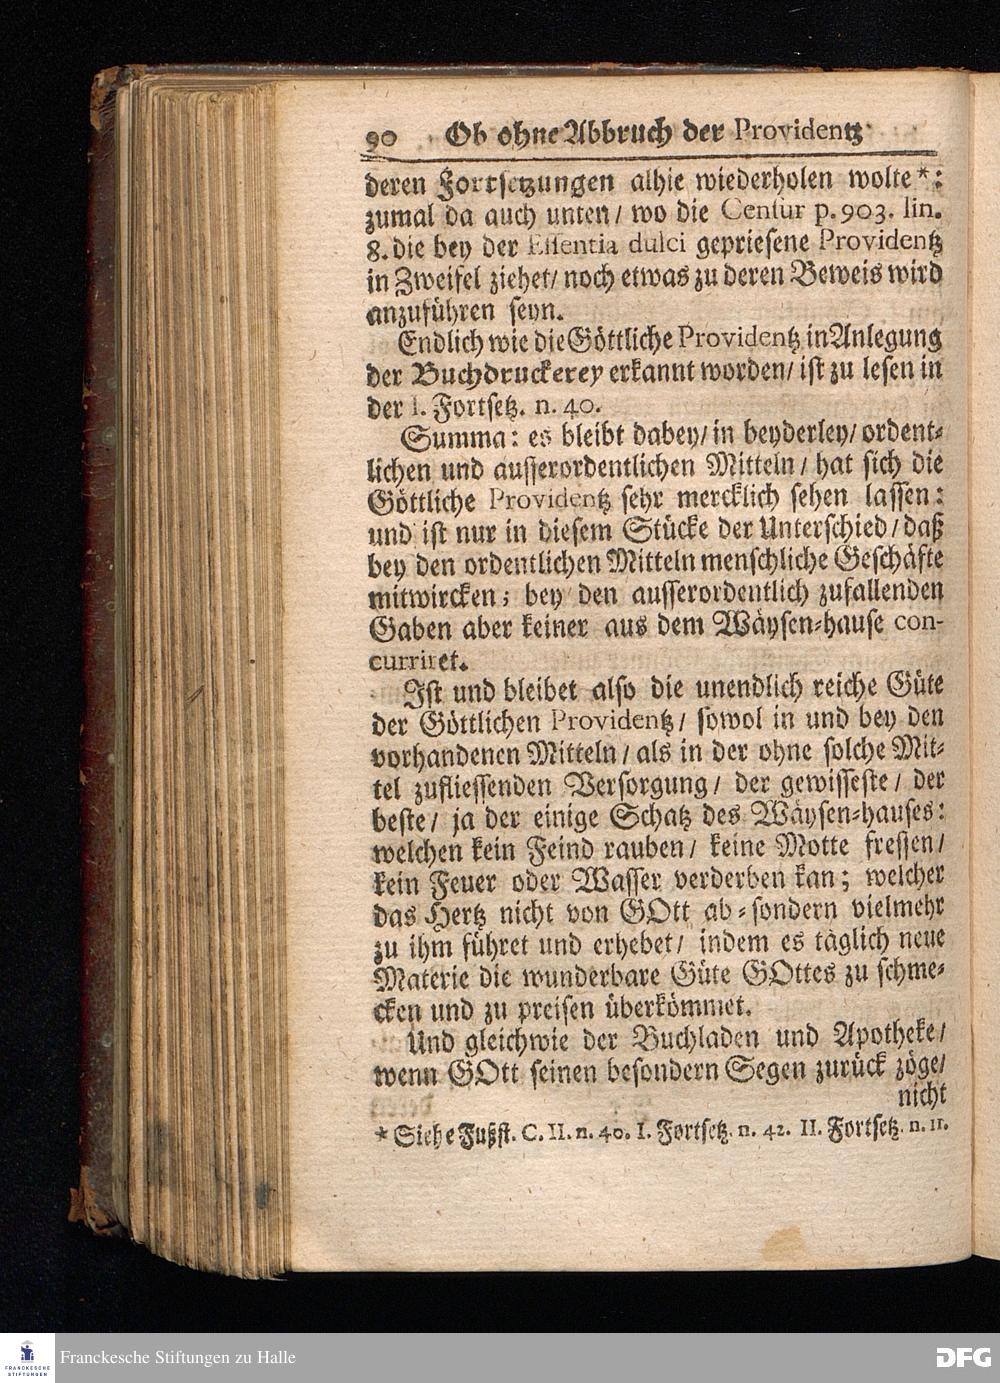 90 Ob ohne Abbruch der Providentz
deren Fortsetzungen alhie wiederholen wolte*:
zumal da auch unten/ wo die Censur p. 903. lin.
8. die bey der Essentia dulci gepriesene Providentz
in Zweifel ziehet/ noch etwas zu deren Beweis wird
anzuführen seyn.
Endlich wie die Göttliche Providentz in Anlegung
der Buchdruckerey erkannt worden/ ist zu lesen in
der I. Fortsetz. n. 40.
Summa: es bleibt dabey/ in beyderley/ ordent-
lichen und ausserordentlichen Mitteln/ hat sich die
Göttliche Providentz sehr mercklich sehen lassen:
und ist nur in diesem Stücke der Unterschied/ daß
bey den ordentlichen Mitteln menschliche Geschäfte
mitwircken; bey den ausserordentlich zufallenden
Gaben aber keiner aus dem Wäysen-hause con-
curriret.
Ist und bleibet also die unendlich reiche Güte
der Göttlichen Providentz/ sowol in und bey den
vorhandenen Mitteln/ als in der ohne solche Mit-
tel zufliessenden Versorgung/ der gewisseste/ der
beste/ ja der einige Schatz des Wäysen-hauses:
welchen kein Feind rauben/ keine Motte fressen/
kein Feuer oder Wasser verderben kan; welcher
das Hertz nicht von GOtt ab-sondern vielmehr
zu ihm führet und erhebet/ indem es täglich neue
Materie die wunderbare Güte GOttes zu schme-
cken und zu preisen überkömmet.
Und gleichwie der Buchladen und Apotheke/
wenn GOtt seinen besondern Segen zurück zöge/
nicht
* Siehe Fußst. C. II. n. 40. I. Fortsetz. n. 42. II. Fortsetz. n. 11.
FRANCKESCHE
STIFTUNGEN
Franckesche Stiftungen zu Halle
DFG